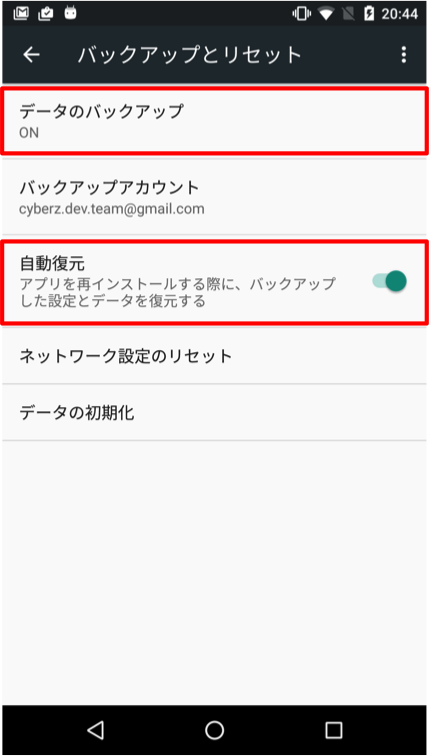 20:44
バックアップとリセット
データのバックアップ
ON
バックアップアカウント
cyberz.dev.team@gmail.com
自動復元
アプリを再インストールする際に、バックアップ
した設定とデータを復元する
ネットワーク設定のリセット
データの初期化